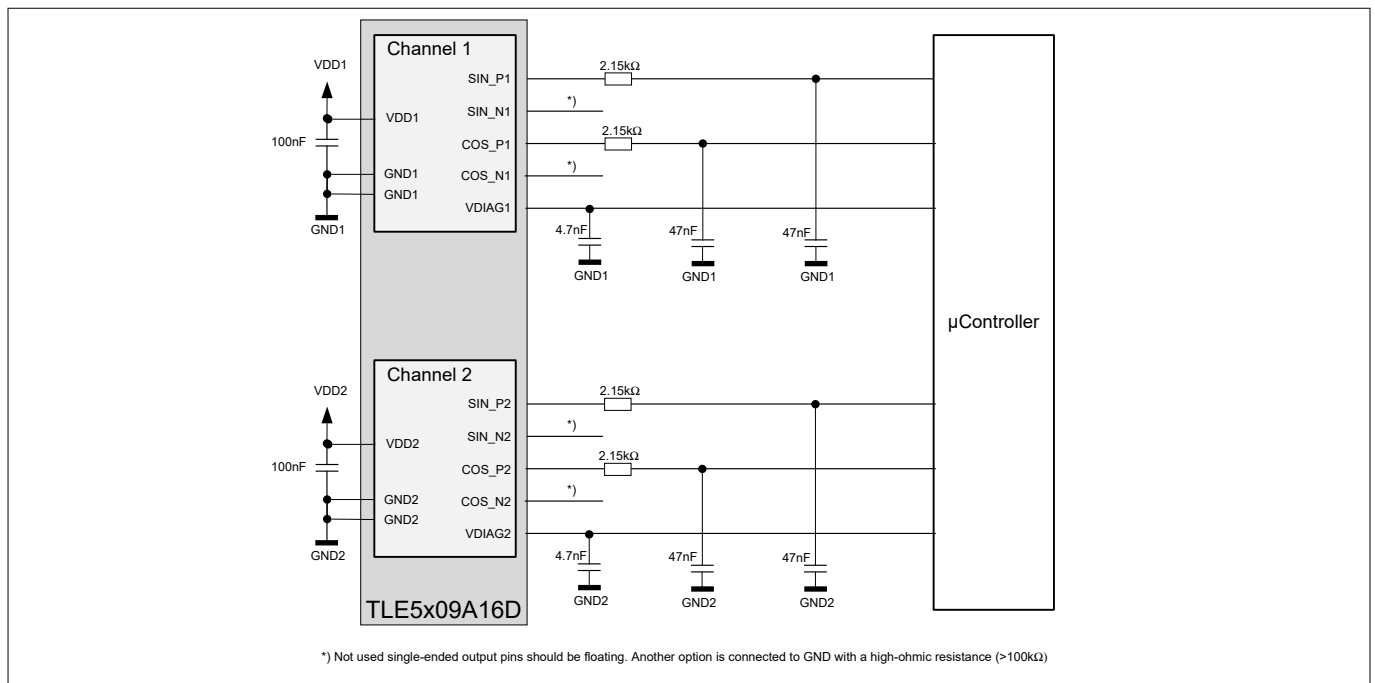 Channel 1
VDD1
SIN_P1
2.15kΩ
SIN_N1
*)
VDD1
100nF
COS_P1
2.15kΩ
GND1
COS_N1
*)
GND1
VDIAG1
GND1
4.7nF
47nF
47nF
GND1
GND1
GND1
µController
Channel 2
VDD2
SIN_P2
2.15kΩ
SIN_N2
*)
VDD2
100nF
COS_P2
2.15kΩ
GND2
COS_N2
*)
GND2
VDIAG2
GND2
4.7nF
47nF
47nF
GND2
GND2
GND2
TLE5x09A16D
*) Not used single-ended output pins should be floating. Another option is connected to GND with a high-ohmic resistance (>100kΩ)